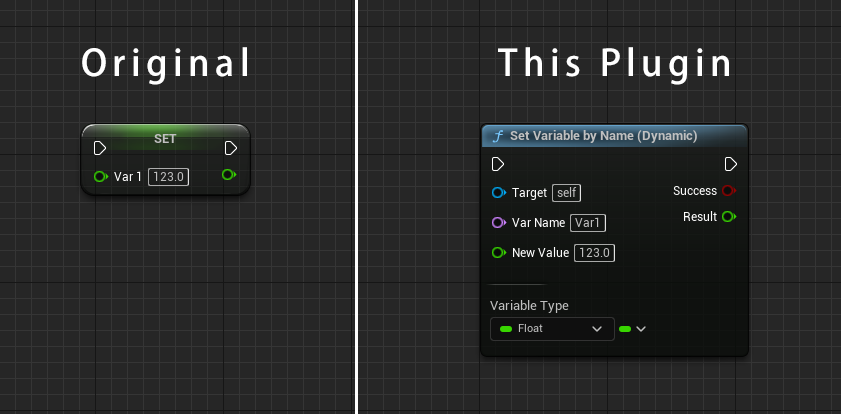 Original
SET
Var 1 123.0
This Plugin
f Set Variable by Name (Dynamic)
Target self
Success
Var Name Var1
Result
New Value 123.0
Variable Type
Float